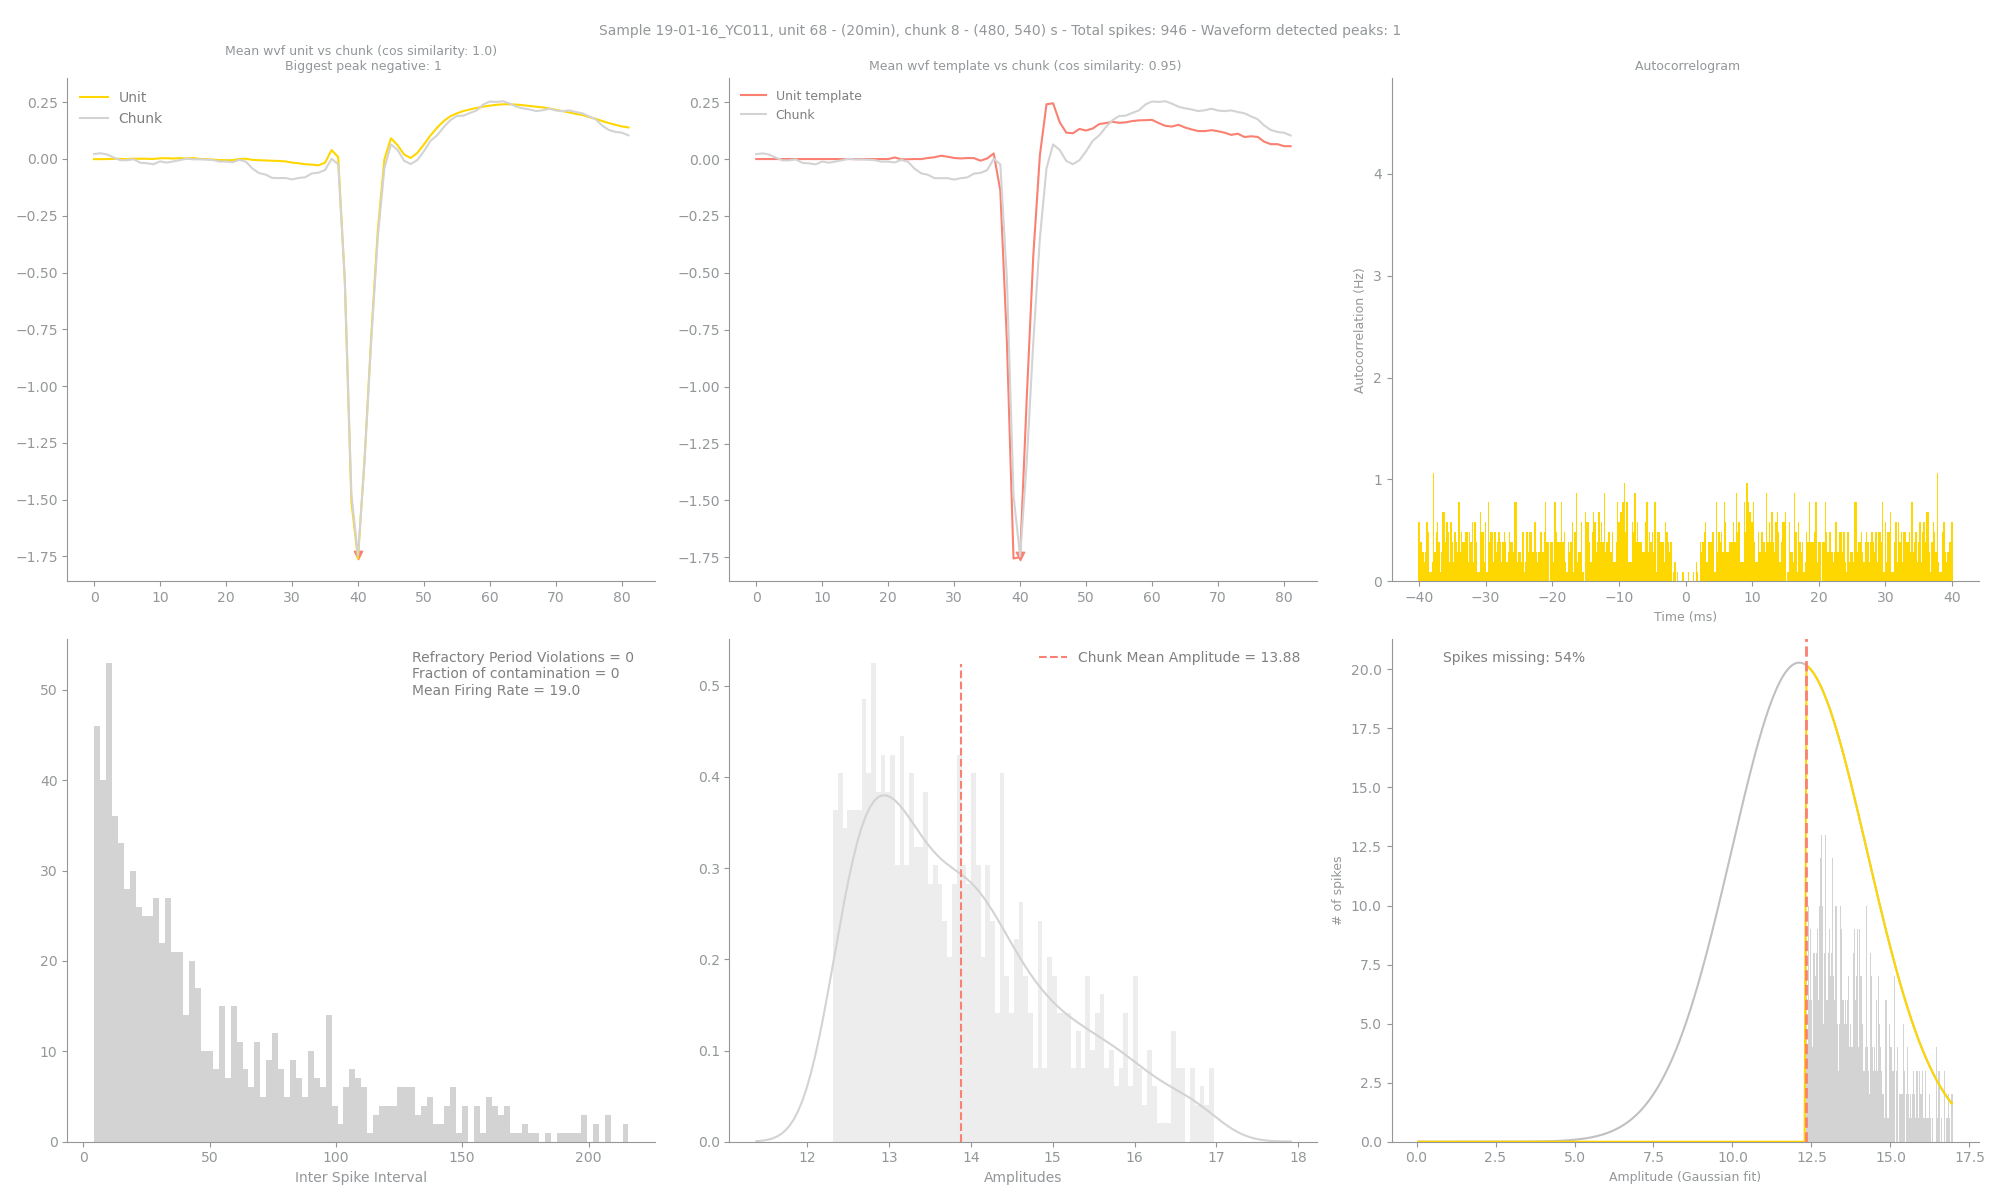 Sample 19-01-16_YC011, unit 68 - (20min), chunk 8 - (480, 540) s - Total spikes: 946 - Waveform detected peaks: 1
Mean wvf unit vs chunk (cos similarity: 1.0)
Biggest peak negative: 1
Unit
Chunk
0.25
0.00
−0.25
−0.50
−0.75
−1.00
−1.25
−1.50
−1.75
0 10 20 30 40 50 60 70 80
Mean wvf template vs chunk (cos similarity: 0.95)
Unit template
Chunk
0.25
0.00
−0.25
−0.50
−0.75
−1.00
−1.25
−1.50
−1.75
0 10 20 30 40 50 60 70 80
Autocorrelogram
Autocorrelation (Hz)
4
3
2
1
0
−40 −30 −20 −10 0 10 20 30 40
Time (ms)
Refractory Period Violations = 0
Fraction of contamination = 0
Mean Firing Rate = 19.0
50
40
30
20
10
0
0 50 100 150 200
Inter Spike Interval
Chunk Mean Amplitude = 13.88
0.5
0.4
0.3
0.2
0.1
0.0
12 13 14 15 16 17 18
Amplitudes
Spikes missing: 54%
# of spikes
20.0
17.5
15.0
12.5
10.0
7.5
5.0
2.5
0.0
0.0 2.5 5.0 7.5 10.0 12.5 15.0 17.5
Amplitude (Gaussian fit)